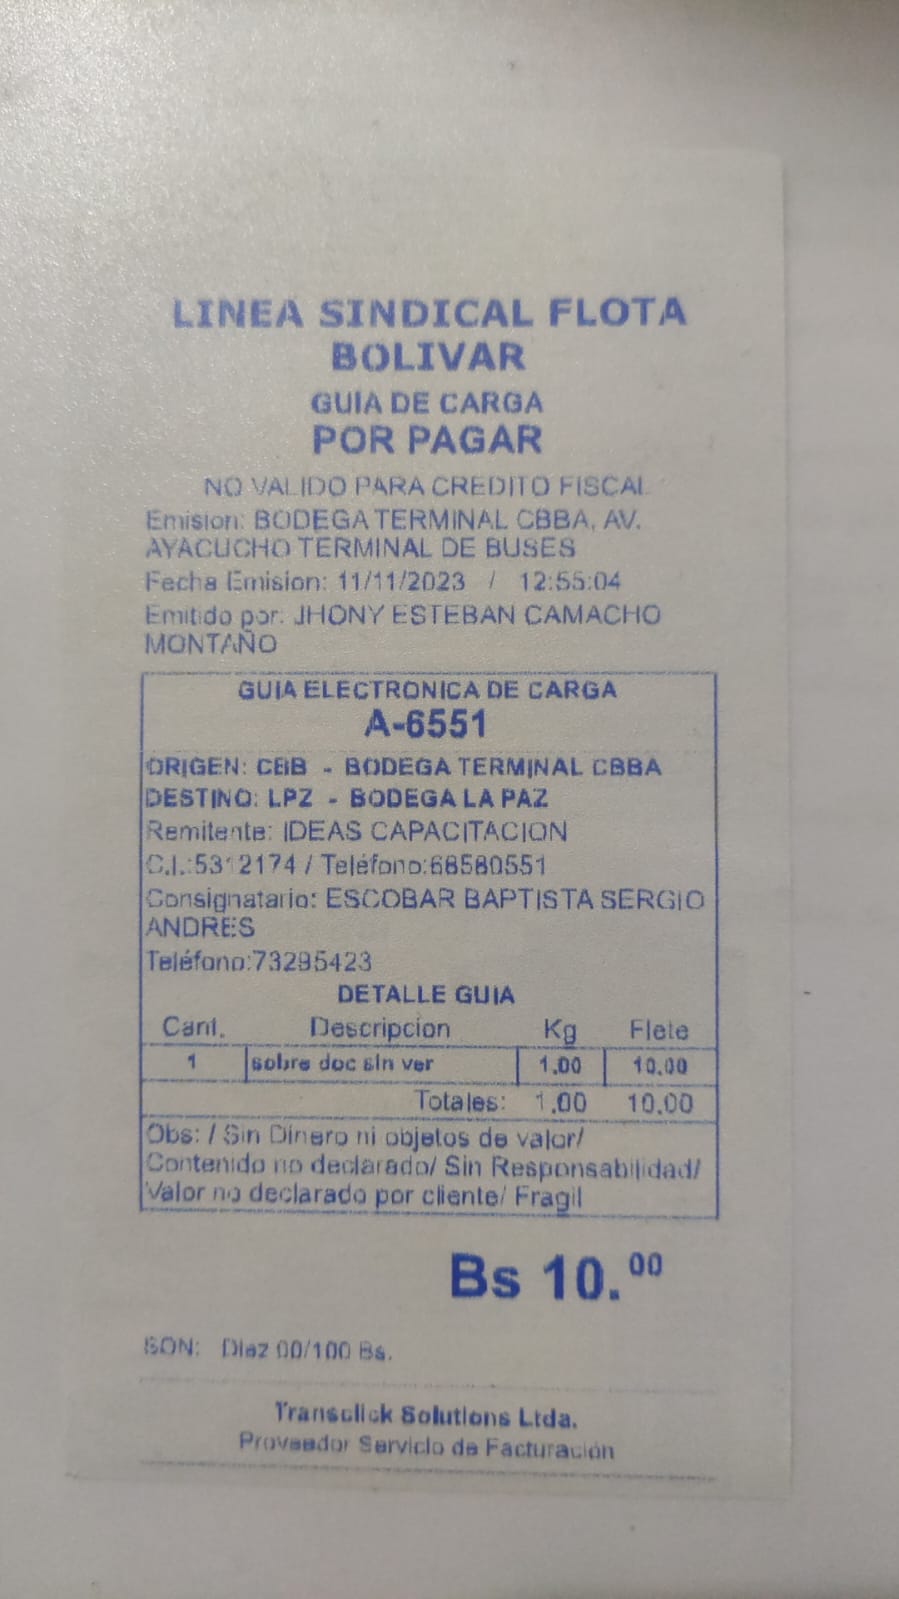 LINEA SINDICAL FLOTA
BOLIVAR
GUIA DE CARGA
POR PAGAR
NO VALIDO PARA CREDITO FISCAL
Emision: BODEGA TERMINAL CBBA, AV.
AYACUCHO TERMINAL DE BUSES
Fecha Emision: 11/11/2023 / 12:55:04
Emitido por: JHONY ESTEBAN CAMACHO
MONTAÑO
GUIA ELECTRONICA DE CARGA
A-6551
ORIGEN: CBB - BODEGA TERMINAL CBBA
DESTINO: LPZ - BODEGA LA PAZ
Remitente: IDEAS CAPACITACION
C.I.:5312174 / Teléfono:68580551
Consignatario: ESCOBAR BAPTISTA SERGIO
ANDRES
Teléfono:73295423
DETALLE GUIA
Cant. Descripcion Kg Flete
1 sobre doc sin ver 1.00 10.00
Totales: 1.00 10.00
Obs: / Sin Dinero ni objetos de valor/
Contenido no declarado/ Sin Responsabilidad/
Valor no declarado por cliente/ Fragil
Bs 10.00
SON: Diez 00/100 Bs.
Transclick Solutions Ltda.
Proveedor Servicio de Facturación